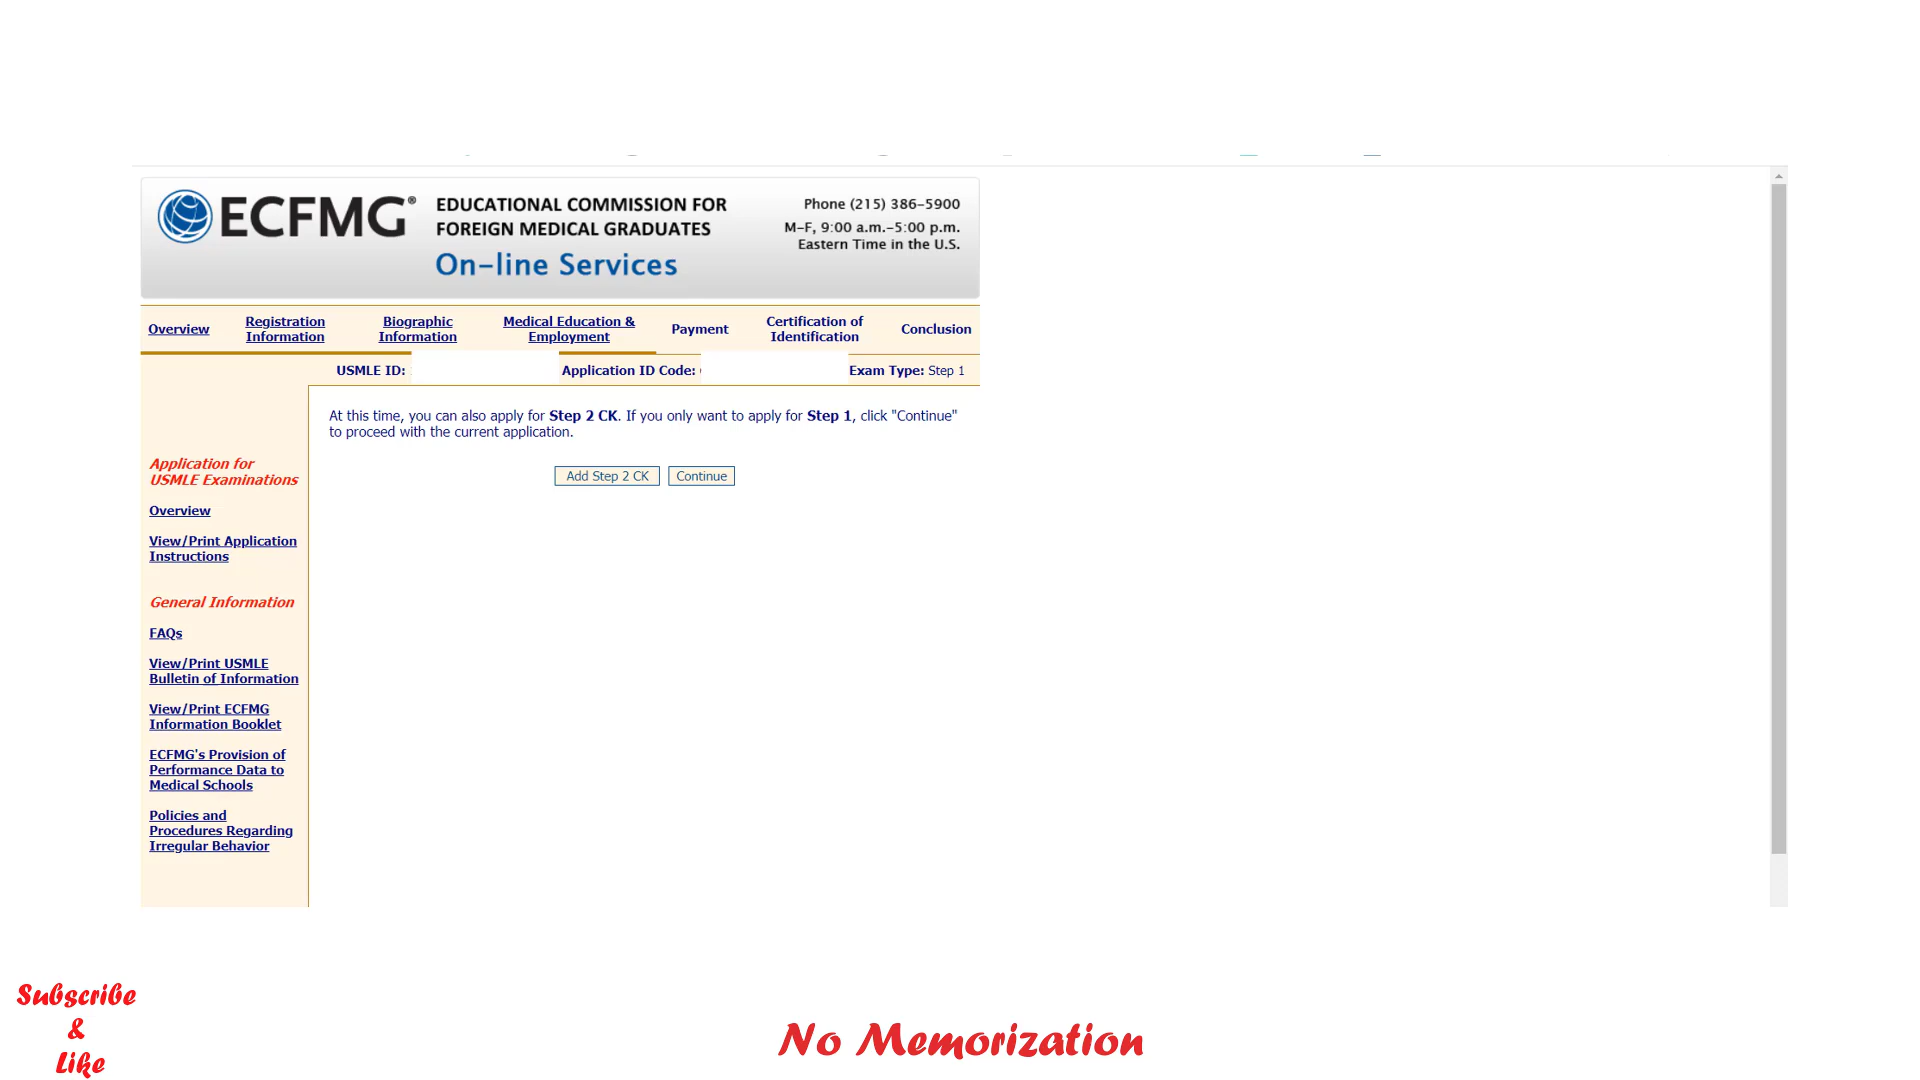 ECFMG®
EDUCATIONAL COMMISSION FOR
FOREIGN MEDICAL GRADUATES
On-line Services
Phone (215) 386-5900
M-F, 9:00 a.m.-5:00 p.m.
Eastern Time in the U.S.
Overview
Registration
Information
Biographic
Information
Medical Education &
Employment
Payment
Certification of
Identification
Conclusion
USMLE ID:
Application ID Code:
Exam Type: Step 1
At this time, you can also apply for Step 2 CK. If you only want to apply for Step 1, click "Continue"
to proceed with the current application.
Add Step 2 CK
Continue
Application for
USMLE Examinations
Overview
View/Print Application
Instructions
General Information
FAQs
View/Print USMLE
Bulletin of Information
View/Print ECFMG
Information Booklet
ECFMG's Provision of
Performance Data to
Medical Schools
Policies and
Procedures Regarding
Irregular Behavior
Subscribe
&
Like
No Memorization